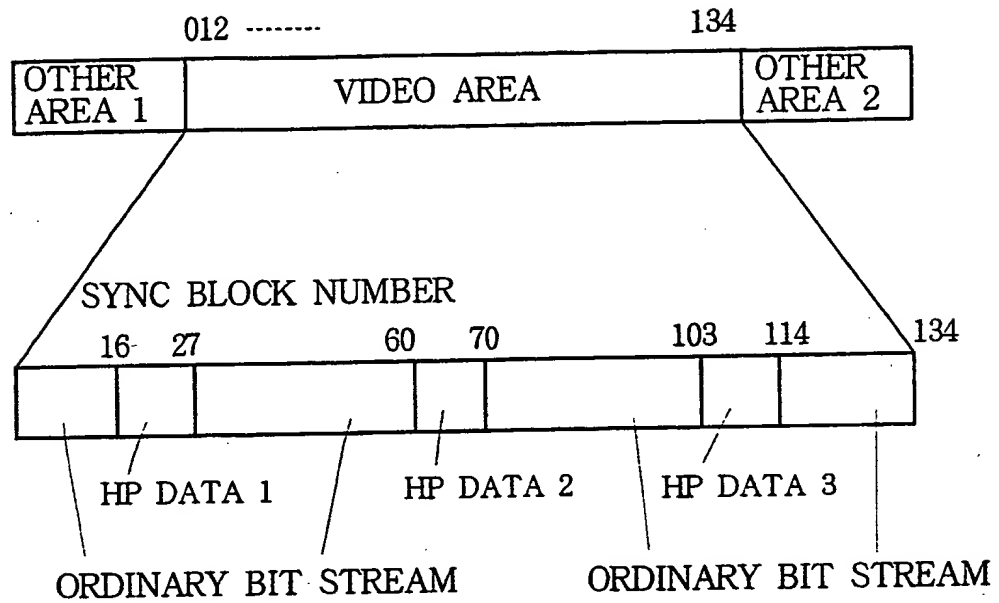 012 --------
134
OTHER
AREA 1
VIDEO AREA
OTHER
AREA 2
SYNC BLOCK NUMBER
16 27 60 70 103 114 134
HP DATA 1
HP DATA 2
HP DATA 3
ORDINARY BIT STREAM
ORDINARY BIT STREAM